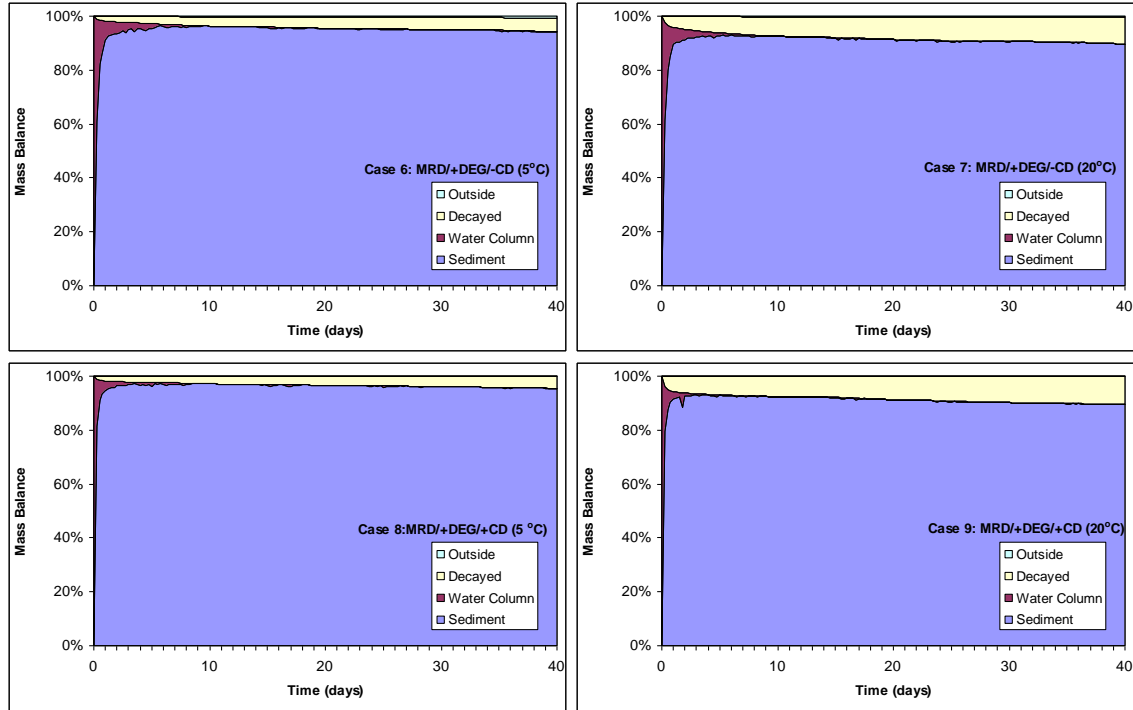 100%
80%
60%
40%
20%
0%
Mass Balance
Case 6: MRD/+DEG/-CD (5°C)
Outside
Decayed
Water Column
Sediment
0 10 20 30 40
Time (days)
100%
80%
60%
40%
20%
0%
Mass Balance
Case 7: MRD/+DEG/-CD (20°C)
Outside
Decayed
Water Column
Sediment
0 10 20 30 40
Time (days)
100%
80%
60%
40%
20%
0%
Mass Balance
Case 8:MRD/+DEG/+CD (5 °C)
Outside
Decayed
Water Column
Sediment
0 10 20 30 40
Time (days)
100%
80%
60%
40%
20%
0%
Mass Balance
Case 9: MRD/+DEG/+CD (20°C)
Outside
Decayed
Water Column
Sediment
0 10 20 30 40
Time (days)